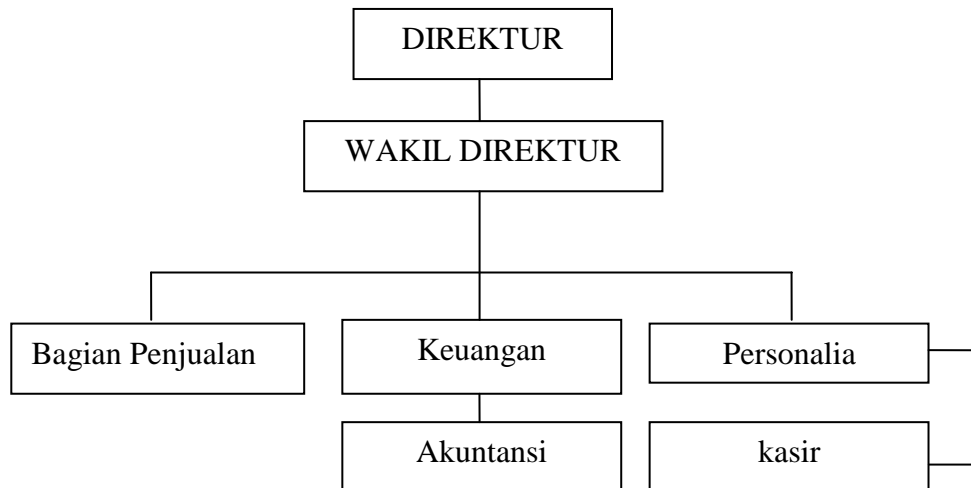 DIREKTUR
WAKIL DIREKTUR
Bagian Penjualan
Keuangan
Personalia
Akuntansi
kasir